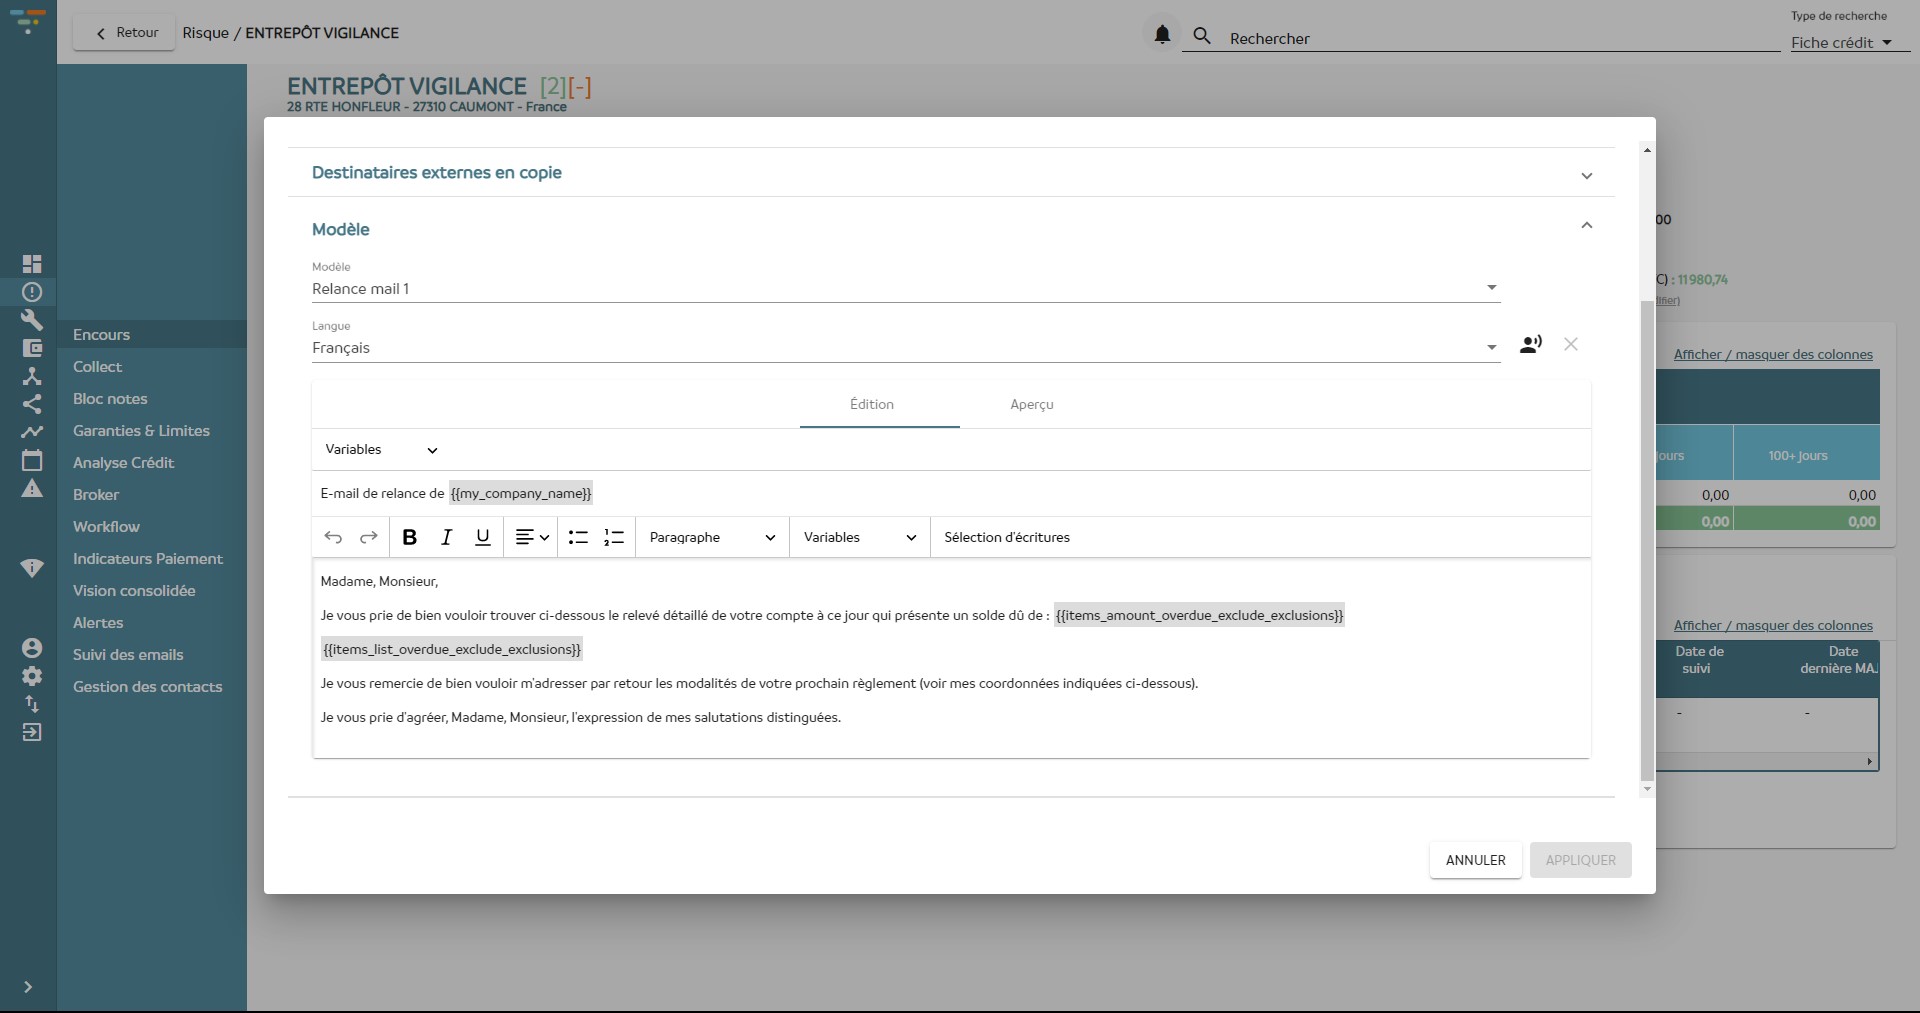 Retour
Risque / ENTREPÔT VIGILANCE
Rechercher
Type de recherche
Fiche crédit
ENTREPÔT VIGILANCE [2][-]
28 RTE HONFLEUR - 27310 CAUMONT - France
Encours
Collect
Bloc notes
Garanties & Limites
Analyse Crédit
Broker
Workflow
Indicateurs Paiement
Vision consolidée
Alertes
Suivi des emails
Gestion des contacts
Destinataires externes en copie
Modèle
Modèle
Relance mail 1
Langue
Français
Édition
Aperçu
Variables
E-mail de relance de {{my_company_name}}
B I U
Paragraphe
Variables
Sélection d'écritures
Madame, Monsieur,
Je vous prie de bien vouloir trouver ci-dessous le relevé détaillé de votre compte à ce jour qui présente un solde dû de : {{items_amount_overdue_exclude_exclusions}}
{{items_list_overdue_exclude_exclusions}}
Je vous remercie de bien vouloir m'adresser par retour les modalités de votre prochain règlement (voir mes coordonnées indiquées ci-dessous).
Je vous prie d'agréer, Madame, Monsieur, l'expression de mes salutations distinguées.
ANNULER
APPLIQUER
00
C) : 11 980,74
Afficher / masquer des colonnes
Jours
100+ Jours
0,00
0,00
0,00
0,00
Afficher / masquer des colonnes
Date de
suivi
Date
dernière MAJ
-
-